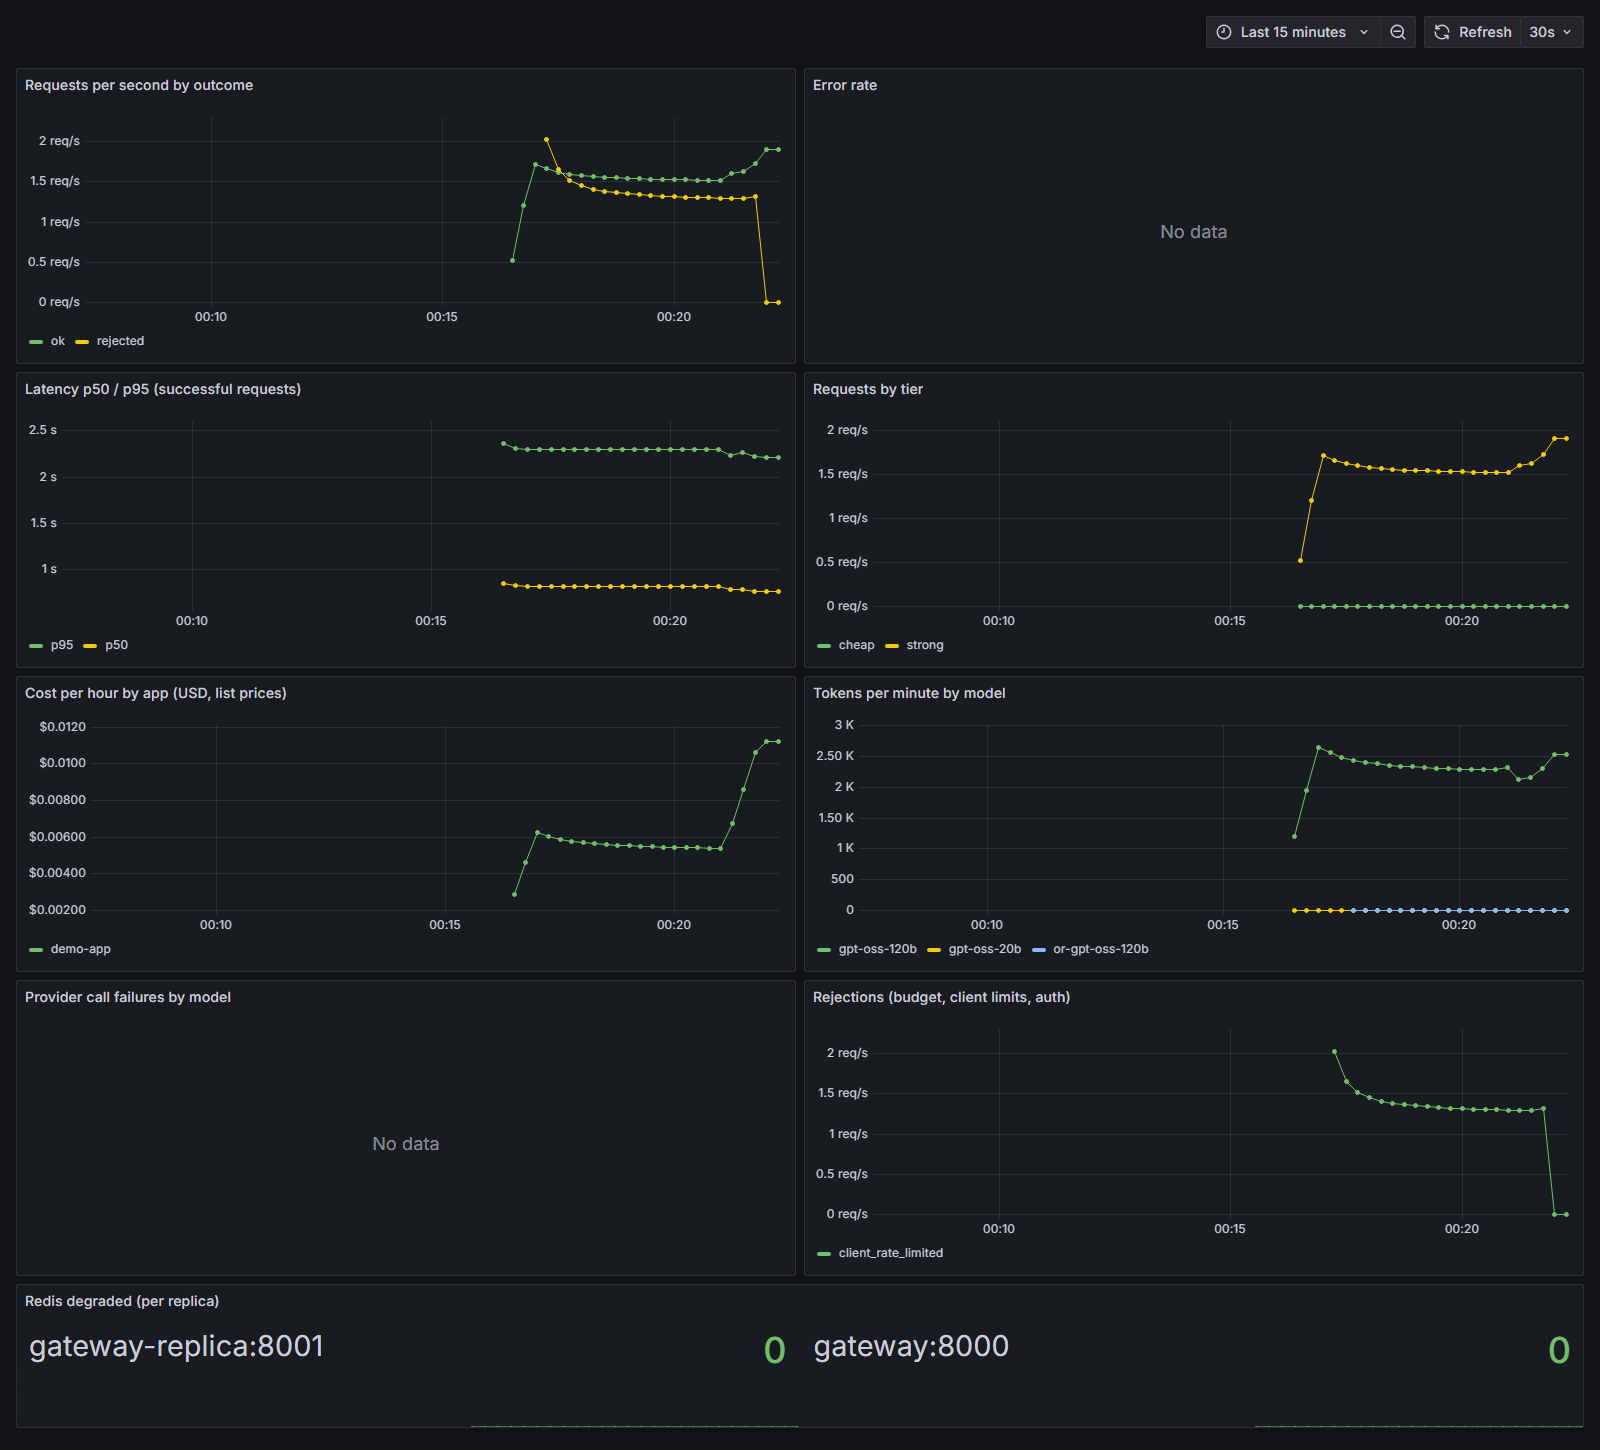 Last 15 minutes
Refresh
30s
Requests per second by outcome
2 req/s
1.5 req/s
1 req/s
0.5 req/s
0 req/s
00:10 00:15 00:20
ok rejected
Error rate
No data
Latency p50 / p95 (successful requests)
2.5 s
2 s
1.5 s
1 s
00:10 00:15 00:20
p95 p50
Requests by tier
2 req/s
1.5 req/s
1 req/s
0.5 req/s
0 req/s
00:10 00:15 00:20
cheap strong
Cost per hour by app (USD, list prices)
$0.0120
$0.0100
$0.00800
$0.00600
$0.00400
$0.00200
00:10 00:15 00:20
demo-app
Tokens per minute by model
3 K
2.50 K
2 K
1.50 K
1 K
500
0
00:10 00:15 00:20
gpt-oss-120b gpt-oss-20b or-gpt-oss-120b
Provider call failures by model
No data
Rejections (budget, client limits, auth)
2 req/s
1.5 req/s
1 req/s
0.5 req/s
0 req/s
00:10 00:15 00:20
client_rate_limited
Redis degraded (per replica)
gateway-replica:8001 0
gateway:8000 0